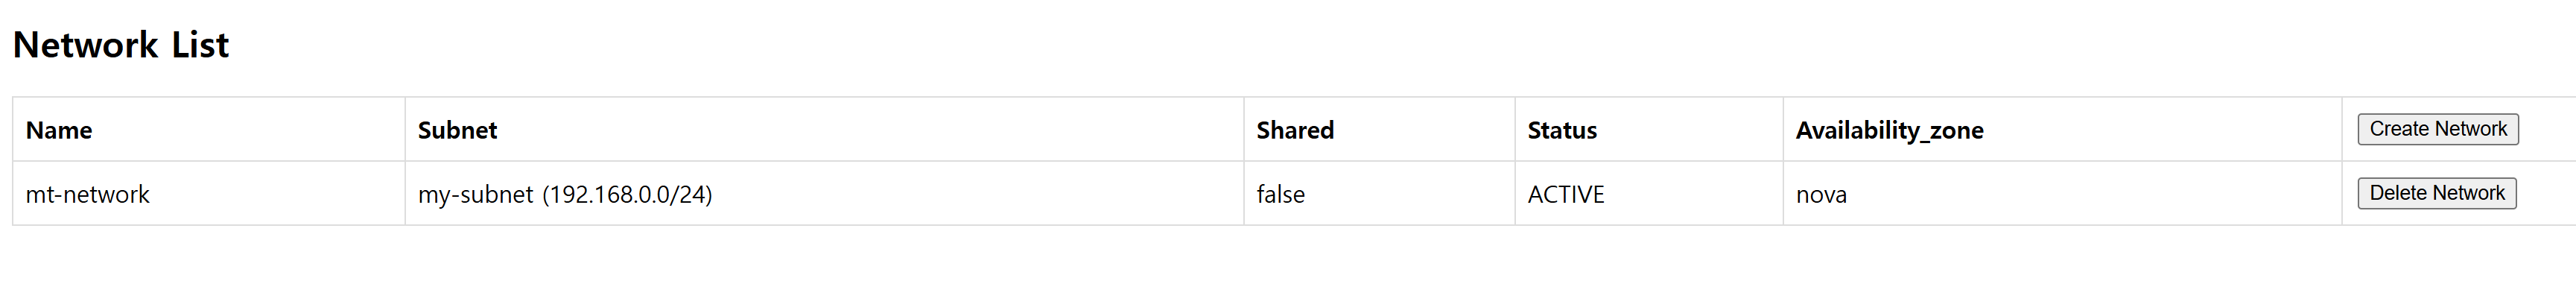 Network List
Name Subnet Shared Status Availability_zone Create Network
mt-network my-subnet (192.168.0.0/24) false ACTIVE nova Delete Network